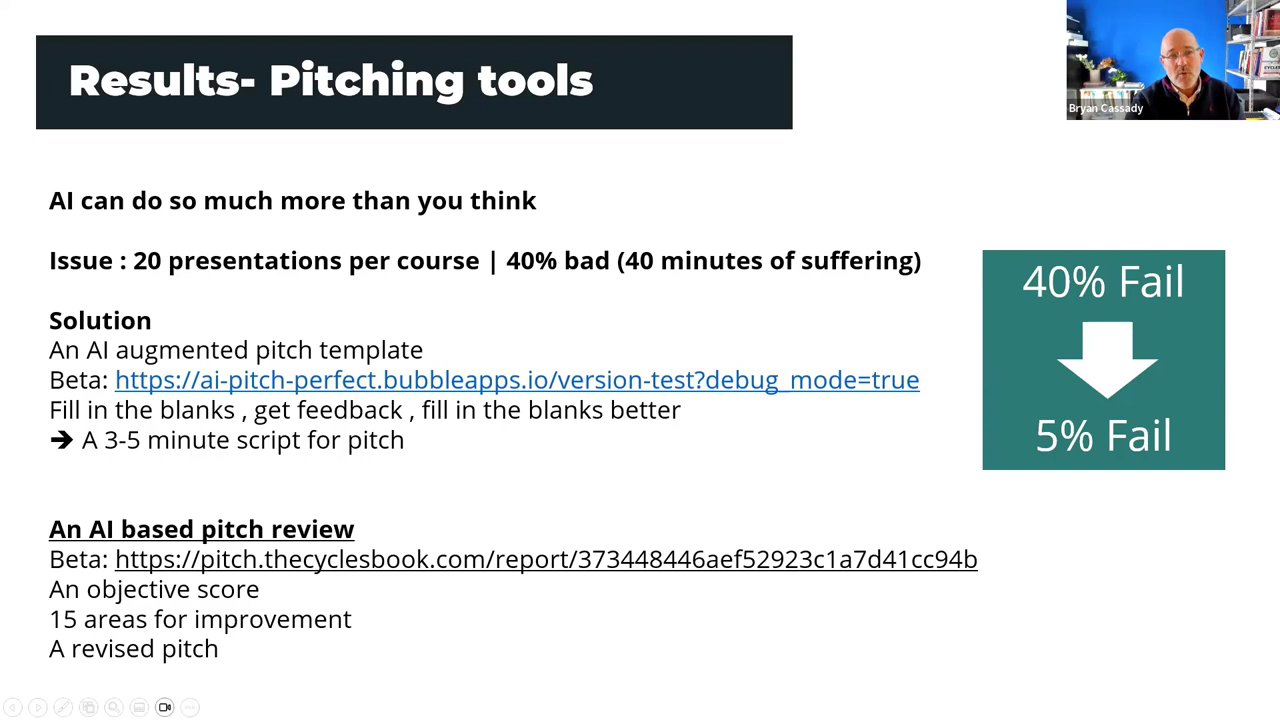 Results- Pitching tools
Bryan Cassady
AI can do so much more than you think
Issue : 20 presentations per course | 40% bad (40 minutes of suffering)
Solution
An AI augmented pitch template
Beta: https://ai-pitch-perfect.bubbleapps.io/version-test?debug_mode=true
Fill in the blanks , get feedback , fill in the blanks better
➔ A 3-5 minute script for pitch
40% Fail
5% Fail
An AI based pitch review
Beta: https://pitch.thecyclesbook.com/report/373448446aef52923c1a7d41cc94b
An objective score
15 areas for improvement
A revised pitch